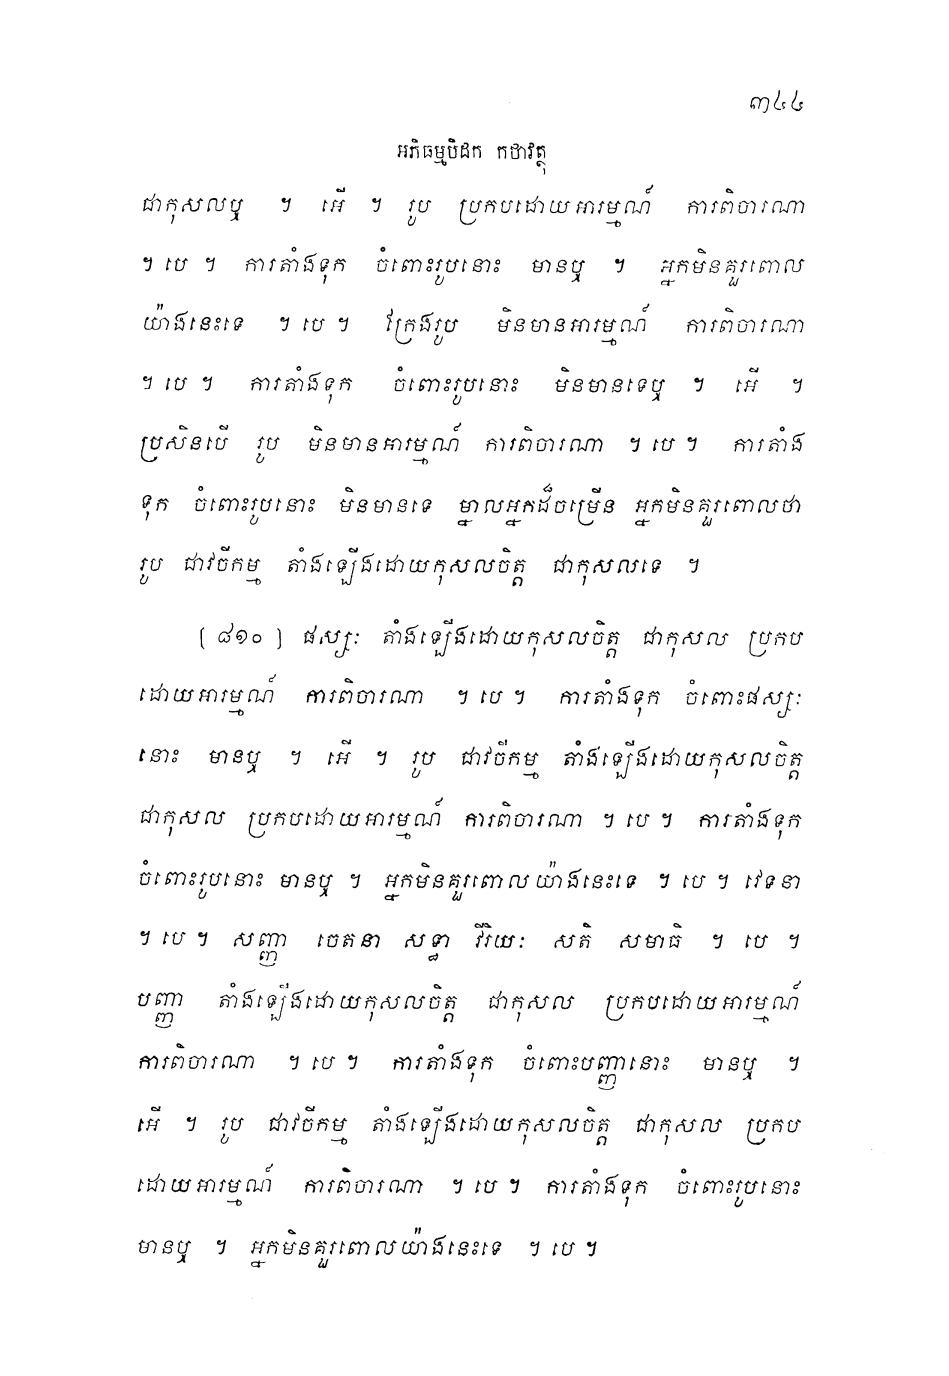 ៣៤៤
អភិធម្មបិដក កថាវត្ថុ
ជាកុសលឬ ។ អើ ។ រូប ប្រកបដោយអារម្មណ៍ ការពិចារណា
។ បេ ។ ការតាំងទុក ចំពោះរូបនោះ មានឬ ។ អ្នកមិនគួរពោល
យ៉ាងនេះទេ ។ បេ ។ ក្រែងរូប មិនមានអារម្មណ៍ ការពិចារណា
។ បេ ។ ការតាំងទុក ចំពោះរូបនោះ មិនមានទេឬ ។ អើ ។
ប្រសិនបើ រូប មិនមានអារម្មណ៍ ការពិចារណា ។ បេ ។ ការតាំង
ទុក ចំពោះរូបនោះ មិនមានទេ ម្នាលអ្នកដ៏ចម្រើន អ្នកមិនគួរពោលថា
រូប ជាវចីកម្ម តាំងឡើងដោយកុសលចិត្ត ជាកុសលទេ ។
[ ៨១០ ] ផស្សៈ តាំងឡើងដោយកុសលចិត្ត ជាកុសល ប្រកប
ដោយអារម្មណ៍ ការពិចារណា ។ បេ ។ ការតាំងទុក ចំពោះផស្សៈ
នោះ មានឬ ។ អើ ។ រូប ជាវចីកម្ម តាំងឡើងដោយកុសលចិត្ត
ជាកុសល ប្រកបដោយអារម្មណ៍ ការពិចារណា ។ បេ ។ ការតាំងទុក
ចំពោះរូបនោះ មានឬ ។ អ្នកមិនគួរពោលយ៉ាងនេះទេ ។ បេ ។ វេទនា
។ បេ ។ សញ្ញា ចេតនា សទ្ធា វីរិយៈ សតិ សមាធិ ។ បេ ។
បញ្ញា តាំងឡើងដោយកុសលចិត្ត ជាកុសល ប្រកបដោយអារម្មណ៍
ការពិចារណា ។ បេ ។ ការតាំងទុក ចំពោះបញ្ញានោះ មានឬ ។
អើ ។ រូប ជាវចីកម្ម តាំងឡើងដោយកុសលចិត្ត ជាកុសល ប្រកប
ដោយអារម្មណ៍ ការពិចារណា ។ បេ ។ ការតាំងទុក ចំពោះរូបនោះ
មានឬ ។ អ្នកមិនគួរពោលយ៉ាងនេះទេ ។ បេ ។